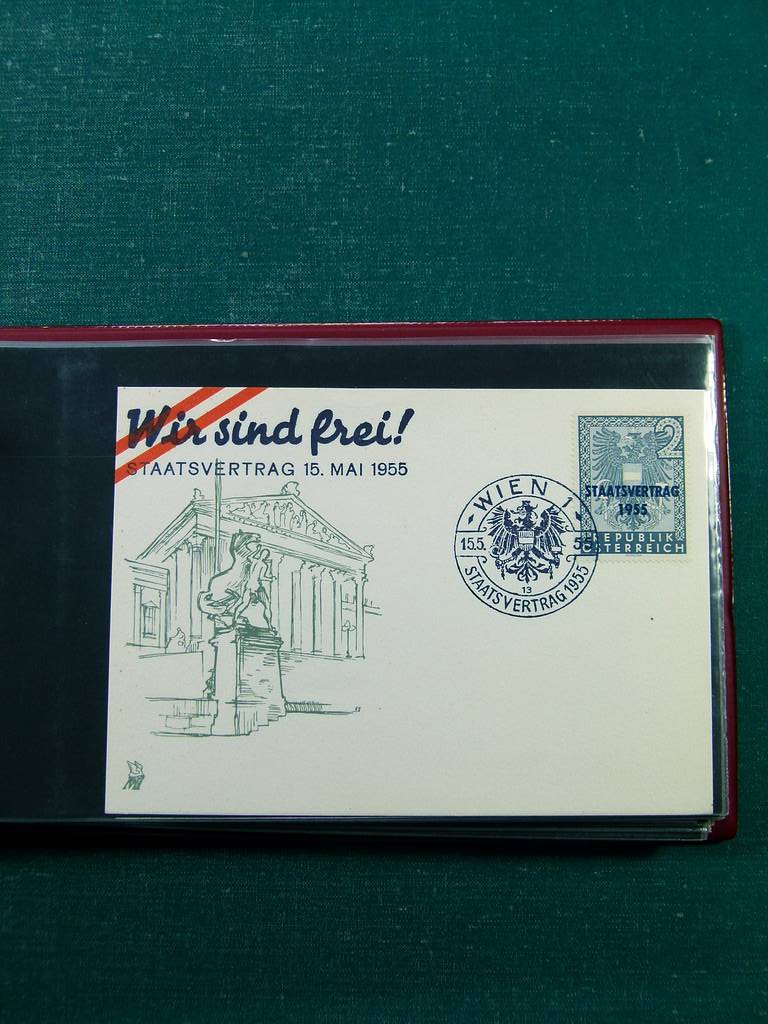 Wir sind frei!
STAATSVERTRAG 15. MAI 1955
2
STAATSVERTRAG
1955
REPUBLIK
ÖSTERREICH
WIEN 1
15.5. 55
13
STAATSVERTRAG 1955